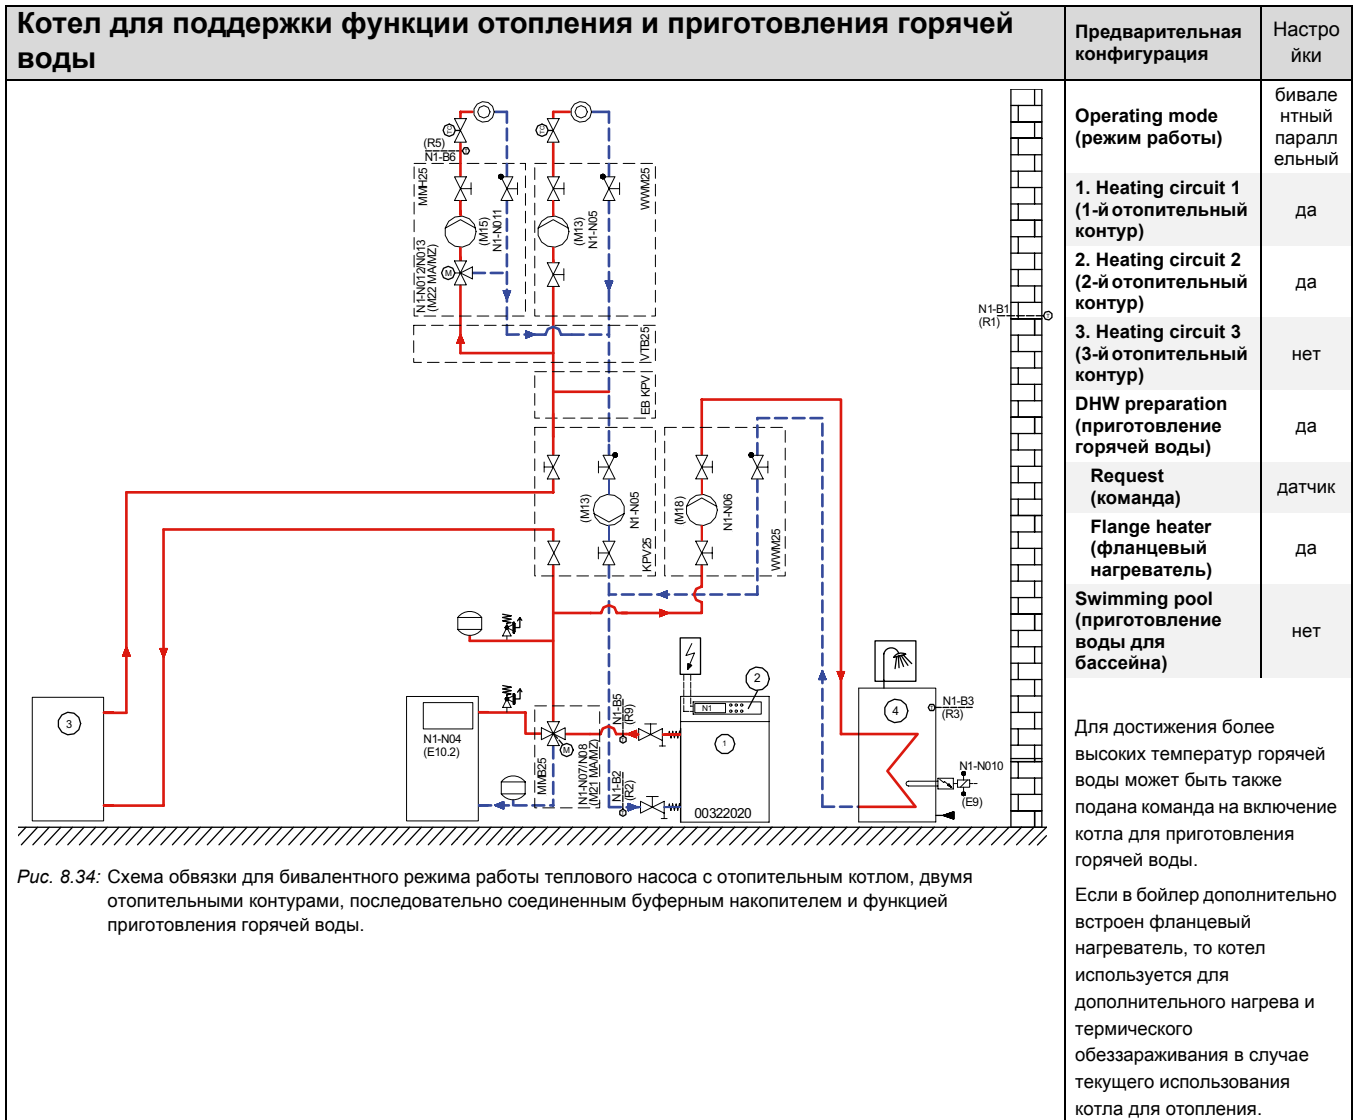 Котел для поддержки функции отопления и приготовления горячей
воды
Предварительная
конфигурация
Настро
йки
Operating mode
(режим работы)
бивале
нтный
паралл
ельный
1. Heating circuit 1
(1-й отопительный
контур)
да
2. Heating circuit 2
(2-й отопительный
контур)
да
3. Heating circuit 3
(3-й отопительный
контур)
нет
DHW preparation
(приготовление
горячей воды)
да
Request
(команда)
датчик
Flange heater
(фланцевый
нагреватель)
да
Swimming pool
(приготовление
воды для
бассейна)
нет
Для достижения более
высоких температур горячей
воды может быть также
подана команда на включение
котла для приготовления
горячей воды.
Если в бойлер дополнительно
встроен фланцевый
нагреватель, то котел
используется для
дополнительного нагрева и
термического
обеззараживания в случае
текущего использования
котла для отопления.
TC
TC
(R5)
N1-B6
MMH25
(M15)
N1-N011
N1-N012/N013
(M22 MA/MZ)
M
WWM25
(M13)
N1-N05
VTB25
EB KPV
(M13)
N1-N05
KPV25
(M18)
N1-N06
WWM25
N1-B1
(R1)
T
3
N1-N04
(E10.2)
MMB25
M
N1-N07/N08
(M21 MA/MZ)
N1-B5
(R9)
N1-B2
(R2)
N1
2
1
00322020
4
N1-B3
(R3)
N1-N010
(E9)
Рис. 8.34: Схема обвязки для бивалентного режима работы теплового насоса с отопительным котлом, двумя
отопительными контурами, последовательно соединенным буферным накопителем и функцией
приготовления горячей воды.